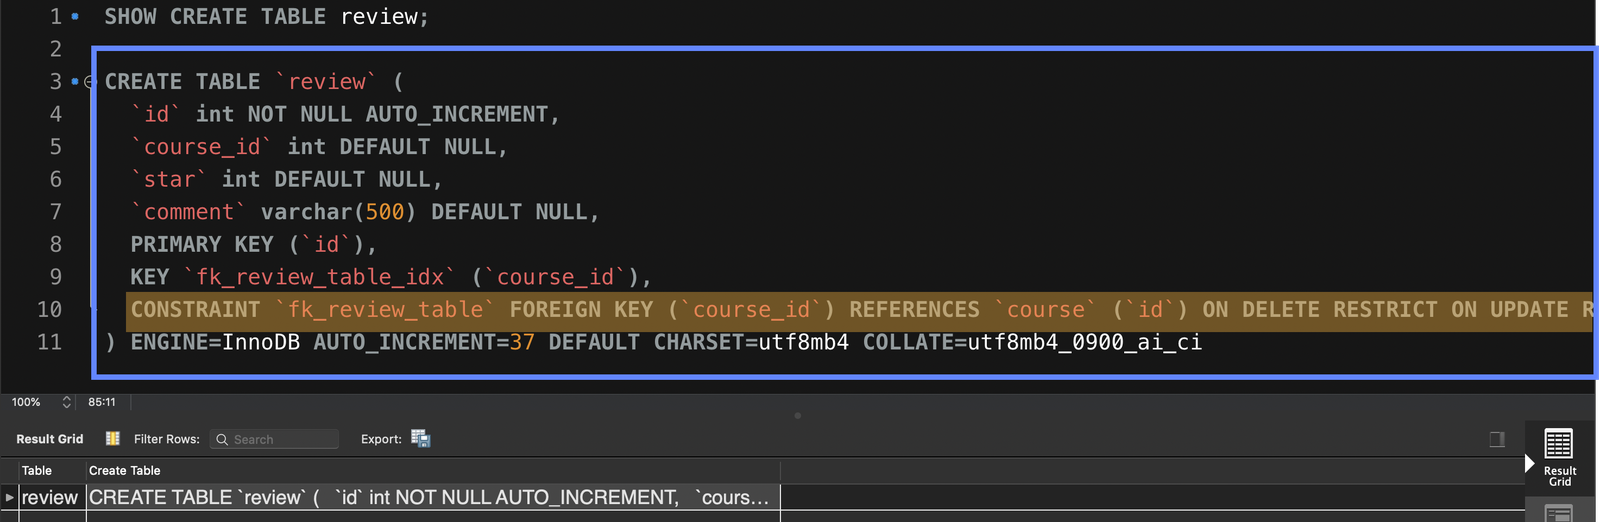 1 SHOW CREATE TABLE review;
2
3 CREATE TABLE `review` (
4 `id` int NOT NULL AUTO_INCREMENT,
5 `course_id` int DEFAULT NULL,
6 `star` int DEFAULT NULL,
7 `comment` varchar(500) DEFAULT NULL,
8 PRIMARY KEY (`id`),
9 KEY `fk_review_table_idx` (`course_id`),
10 CONSTRAINT `fk_review_table` FOREIGN KEY (`course_id`) REFERENCES `course` (`id`) ON DELETE RESTRICT ON UPDATE R
11 ) ENGINE=InnoDB AUTO_INCREMENT=37 DEFAULT CHARSET=utf8mb4 COLLATE=utf8mb4_0900_ai_ci
100% 85:11
Result Grid Filter Rows: Search Export:
Table Create Table
review CREATE TABLE `review` ( `id` int NOT NULL AUTO_INCREMENT, `cours...
Result
Grid